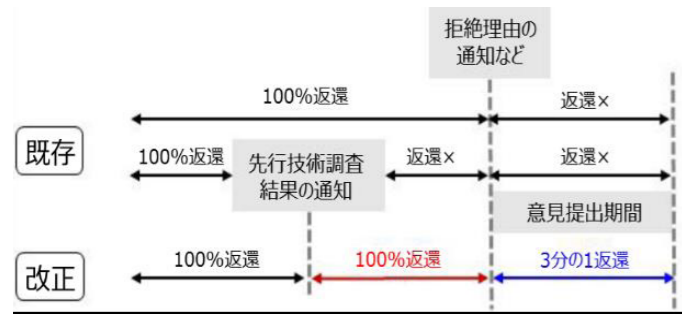 拒絶理由の
通知など
100%返還
返還×
既存
100%返還
先行技術調査
結果の通知
返還×
返還×
意見提出期間
改正
100%返還
100%返還
3分の1返還